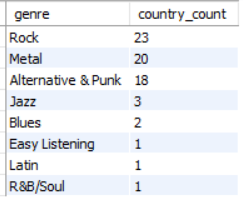 genre country_count
Rock 23
Metal 20
Alternative & Punk 18
Jazz 3
Blues 2
Easy Listening 1
Latin 1
R&B/Soul 1